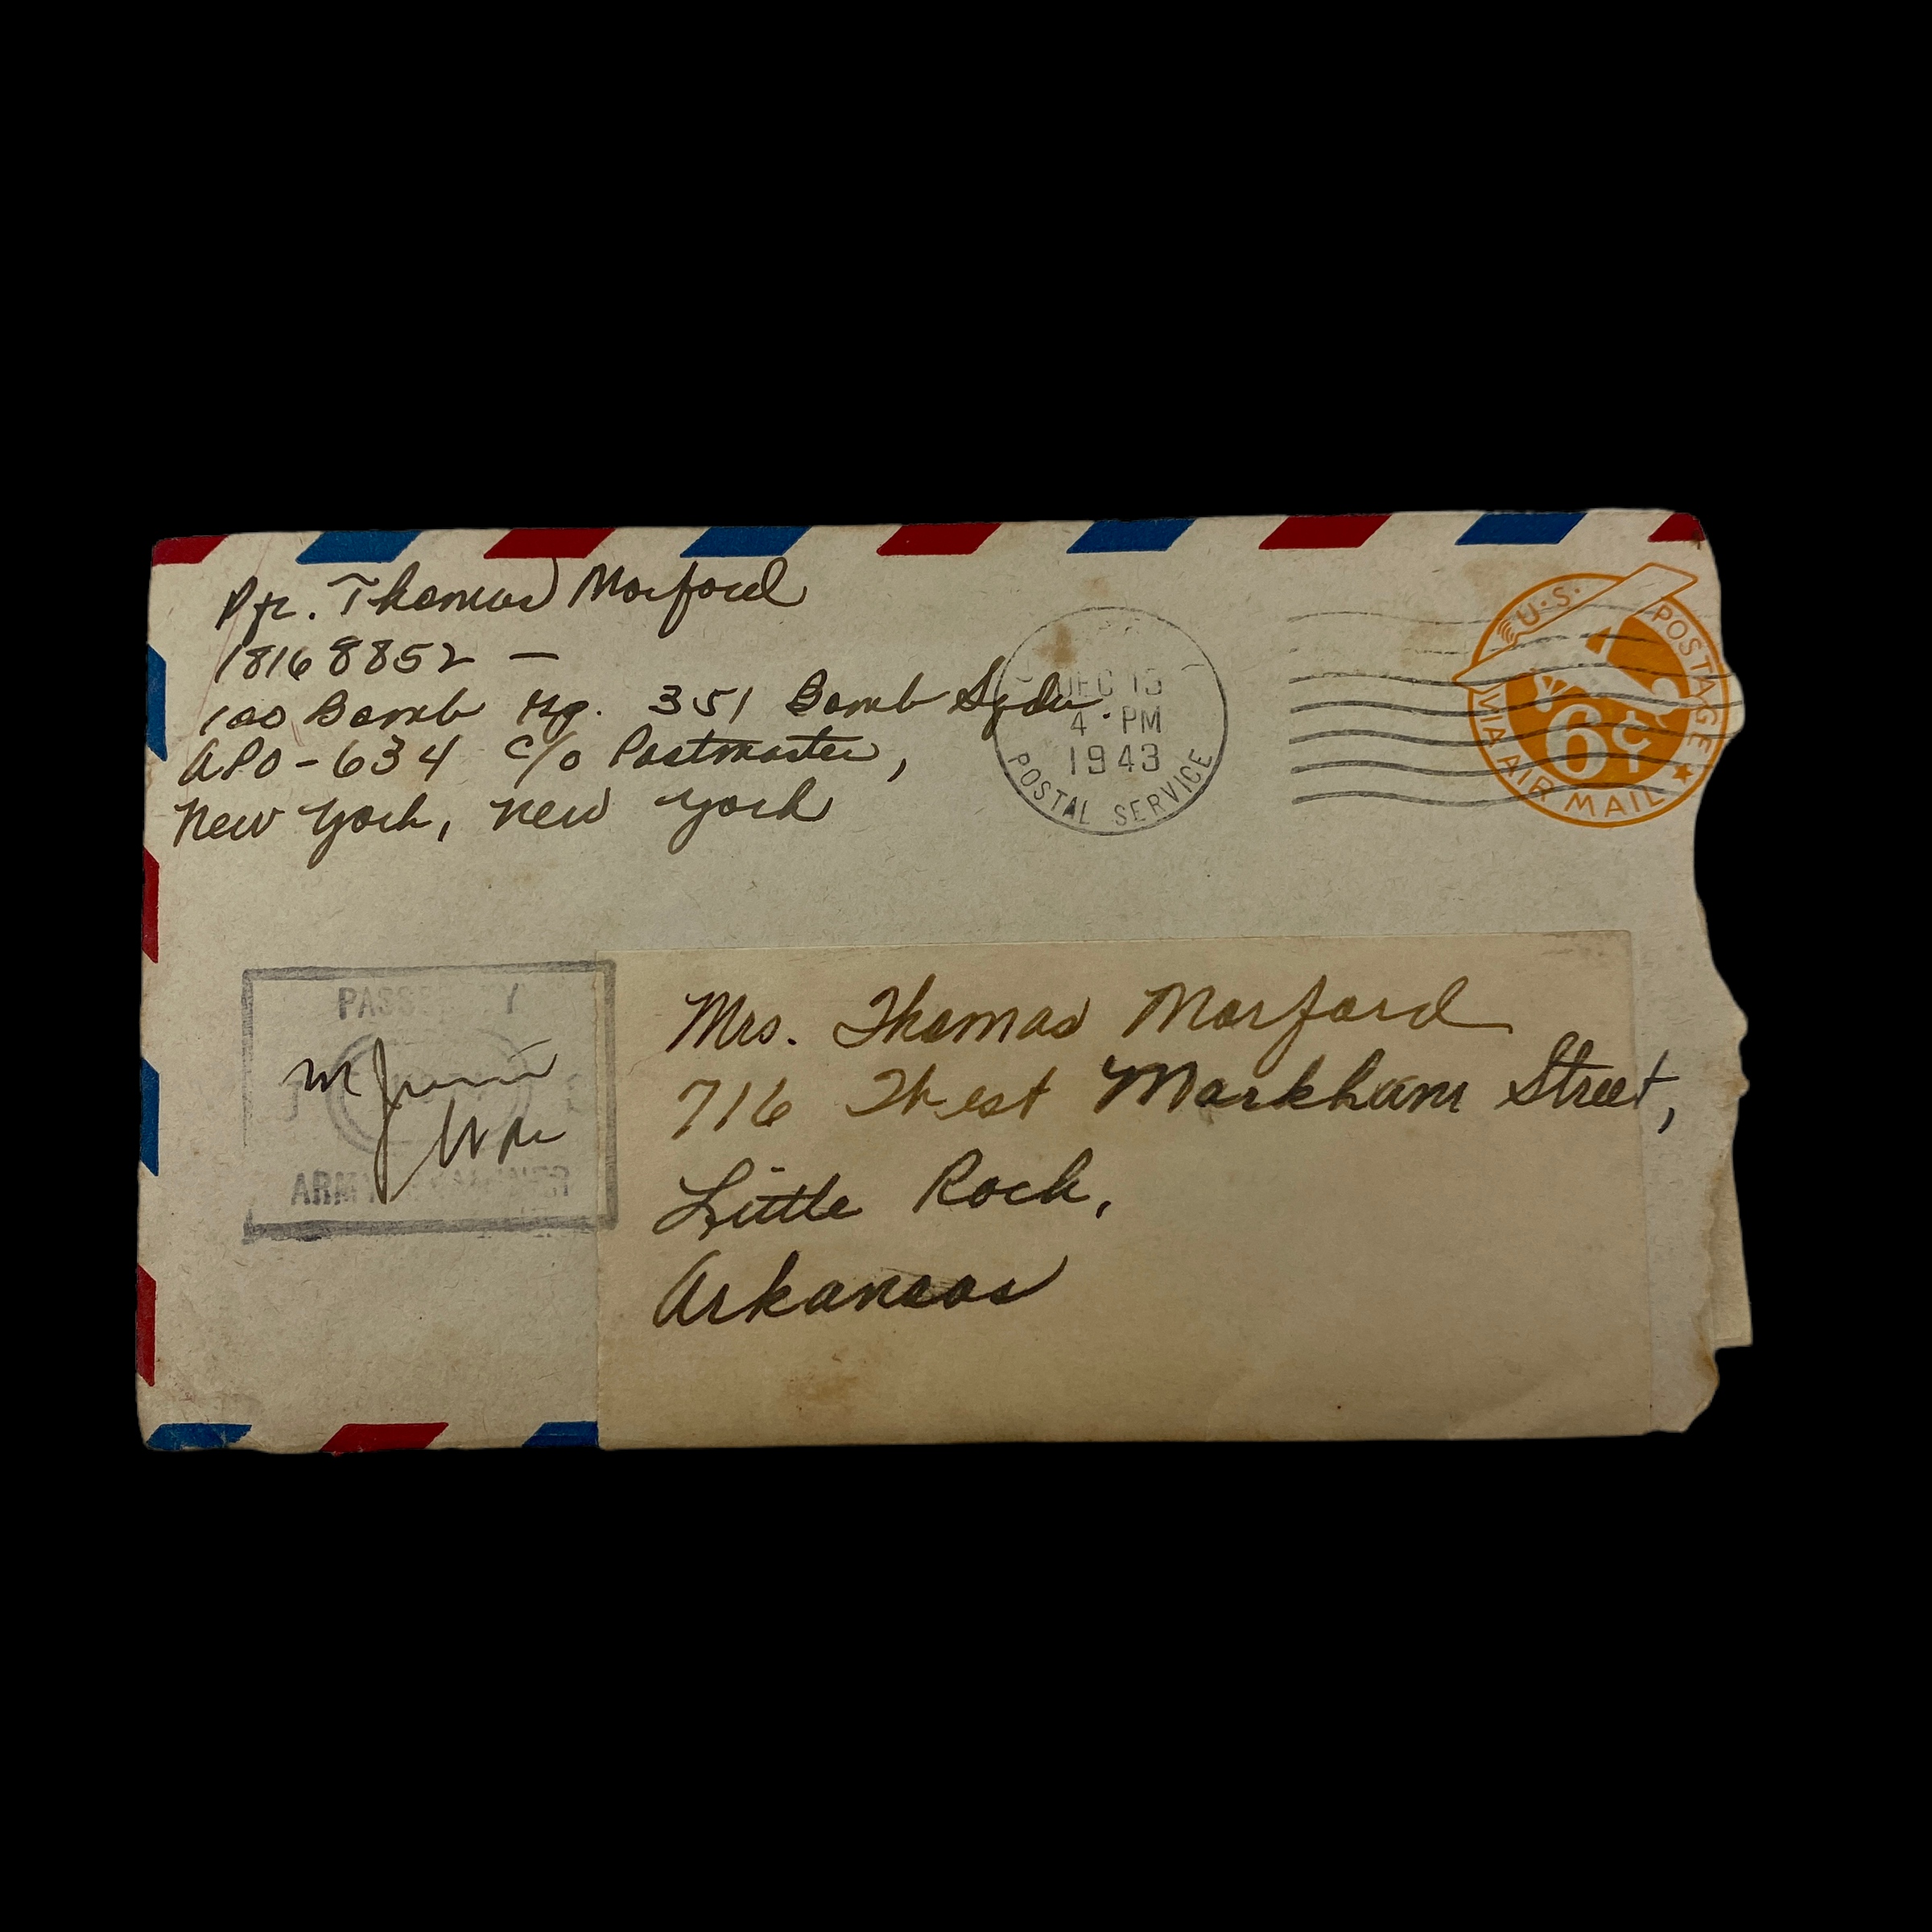 Pfc. Thomas Morford
18168852 —
100 Bomb Gp. 351 Bomb Sqdn.
APO-634 c/o Postmaster,
New York, New York
DEC 15
4 - PM
1943
POSTAL SERVICE
U.S. POSTAGE
6¢
VIA AIR MAIL
PASSED BY
ARMY EXAMINER
Mrs. Thomas Morford
716 West Markham Street,
Little Rock,
Arkansas